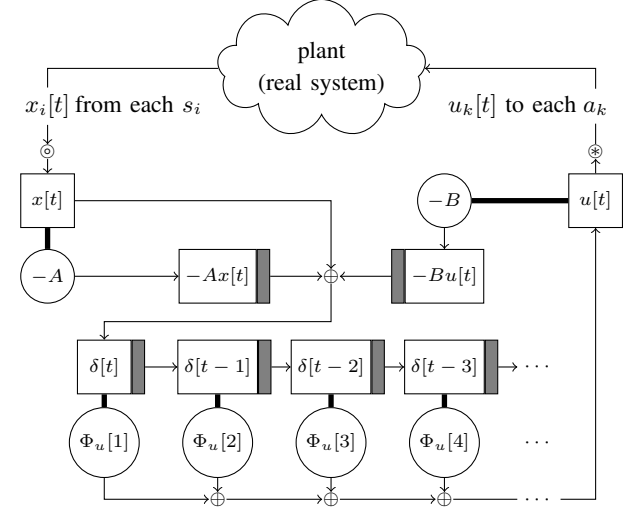 plant
(real system)
x_i[t] from each s_i
u_k[t] to each a_k
x[t]
−B
u[t]
−A
−Ax[t]
−Bu[t]
δ[t]
δ[t − 1]
δ[t − 2]
δ[t − 3]
···
Φ_u[1]
Φ_u[2]
Φ_u[3]
Φ_u[4]
···
···